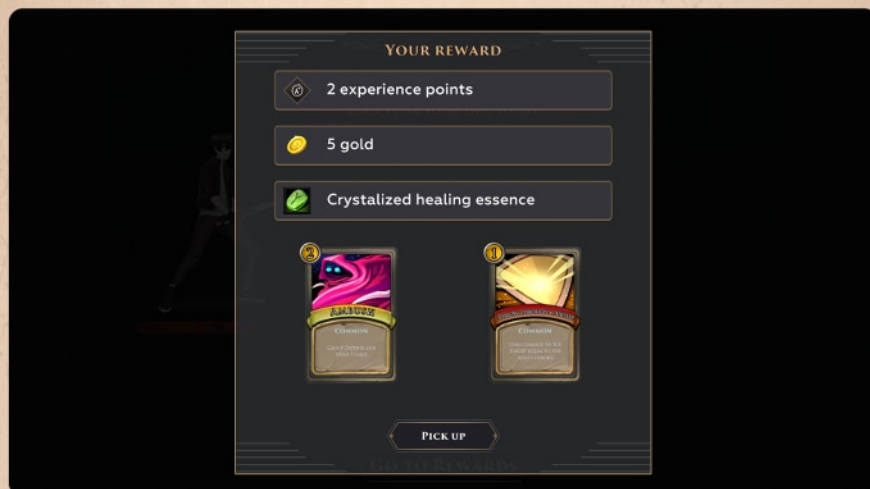 YOUR REWARD
2 experience points
5 gold
Crystalized healing essence
2
1
AMBUSH
COMMON
COMMON
PICK UP
GO TO REWARDS